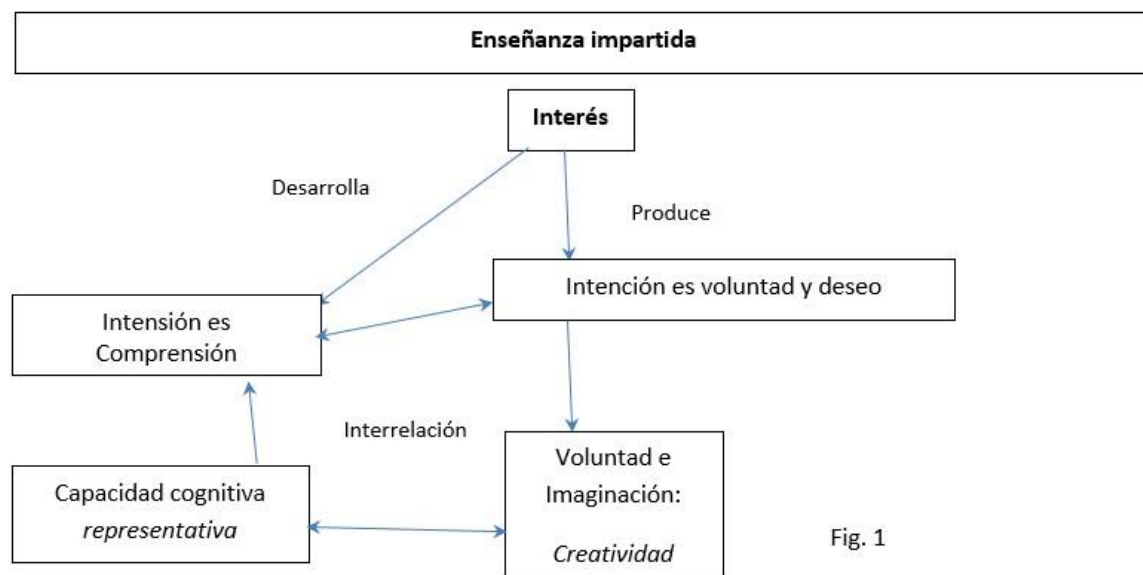 Enseñanza impartida
Interés
Desarrolla
Produce
Intención es voluntad y deseo
Intensión es
Comprensión
Interrelación
Voluntad e
Imaginación:
Creatividad
Capacidad cognitiva
representativa
Fig. 1